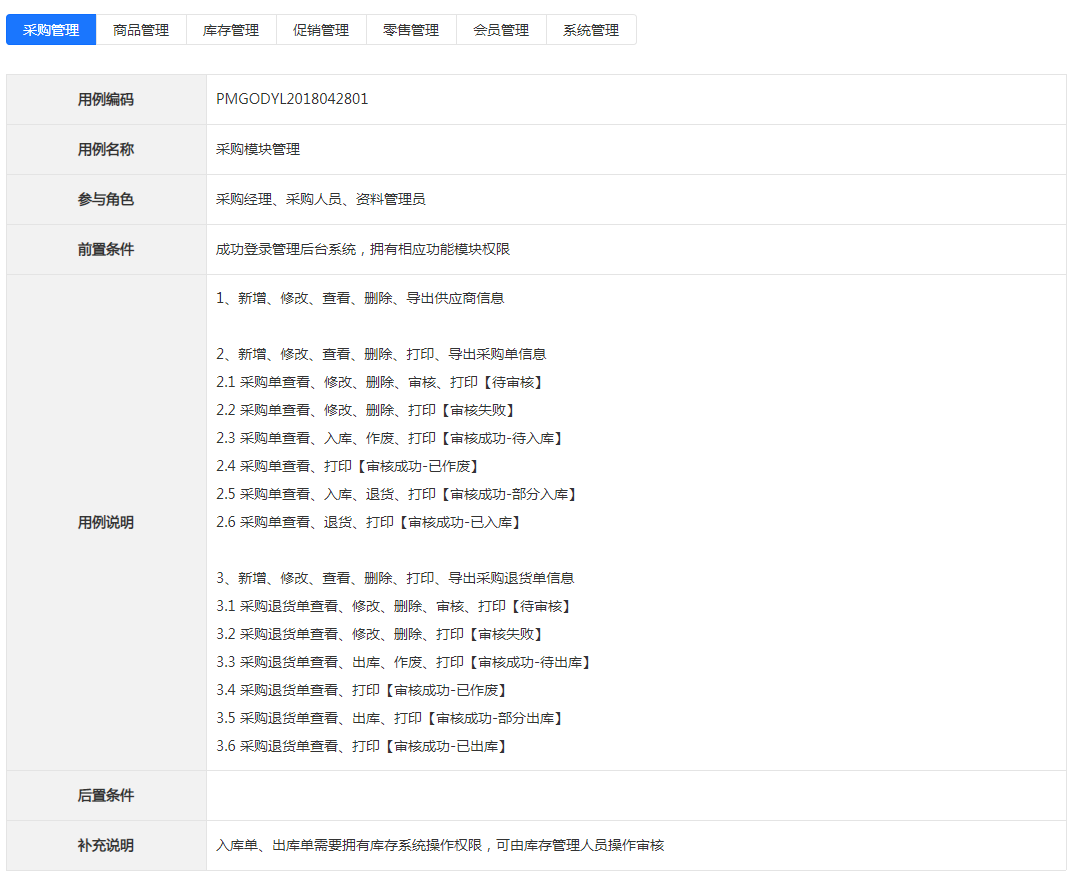 采购管理 商品管理 库存管理 促销管理 零售管理 会员管理 系统管理
用例编码 PMGODYL2018042801
用例名称 采购模块管理
参与角色 采购经理、采购人员、资料管理员
前置条件 成功登录管理后台系统，拥有相应功能模块权限
1、新增、修改、查看、删除、导出供应商信息
2、新增、修改、查看、删除、打印、导出采购单信息
2.1 采购单查看、修改、删除、审核、打印【待审核】
2.2 采购单查看、修改、删除、打印【审核失败】
2.3 采购单查看、入库、作废、打印【审核成功-待入库】
2.4 采购单查看、打印【审核成功-已作废】
2.5 采购单查看、入库、退货、打印【审核成功-部分入库】
用例说明 2.6 采购单查看、退货、打印【审核成功-已入库】
3、新增、修改、查看、删除、打印、导出采购退货单信息
3.1 采购退货单查看、修改、删除、审核、打印【待审核】
3.2 采购退货单查看、修改、删除、打印【审核失败】
3.3 采购退货单查看、出库、作废、打印【审核成功-待出库】
3.4 采购退货单查看、打印【审核成功-已作废】
3.5 采购退货单查看、出库、打印【审核成功-部分出库】
3.6 采购退货单查看、打印【审核成功-已出库】
后置条件
补充说明 入库单、出库单需要拥有库存系统操作权限，可由库存管理人员操作审核